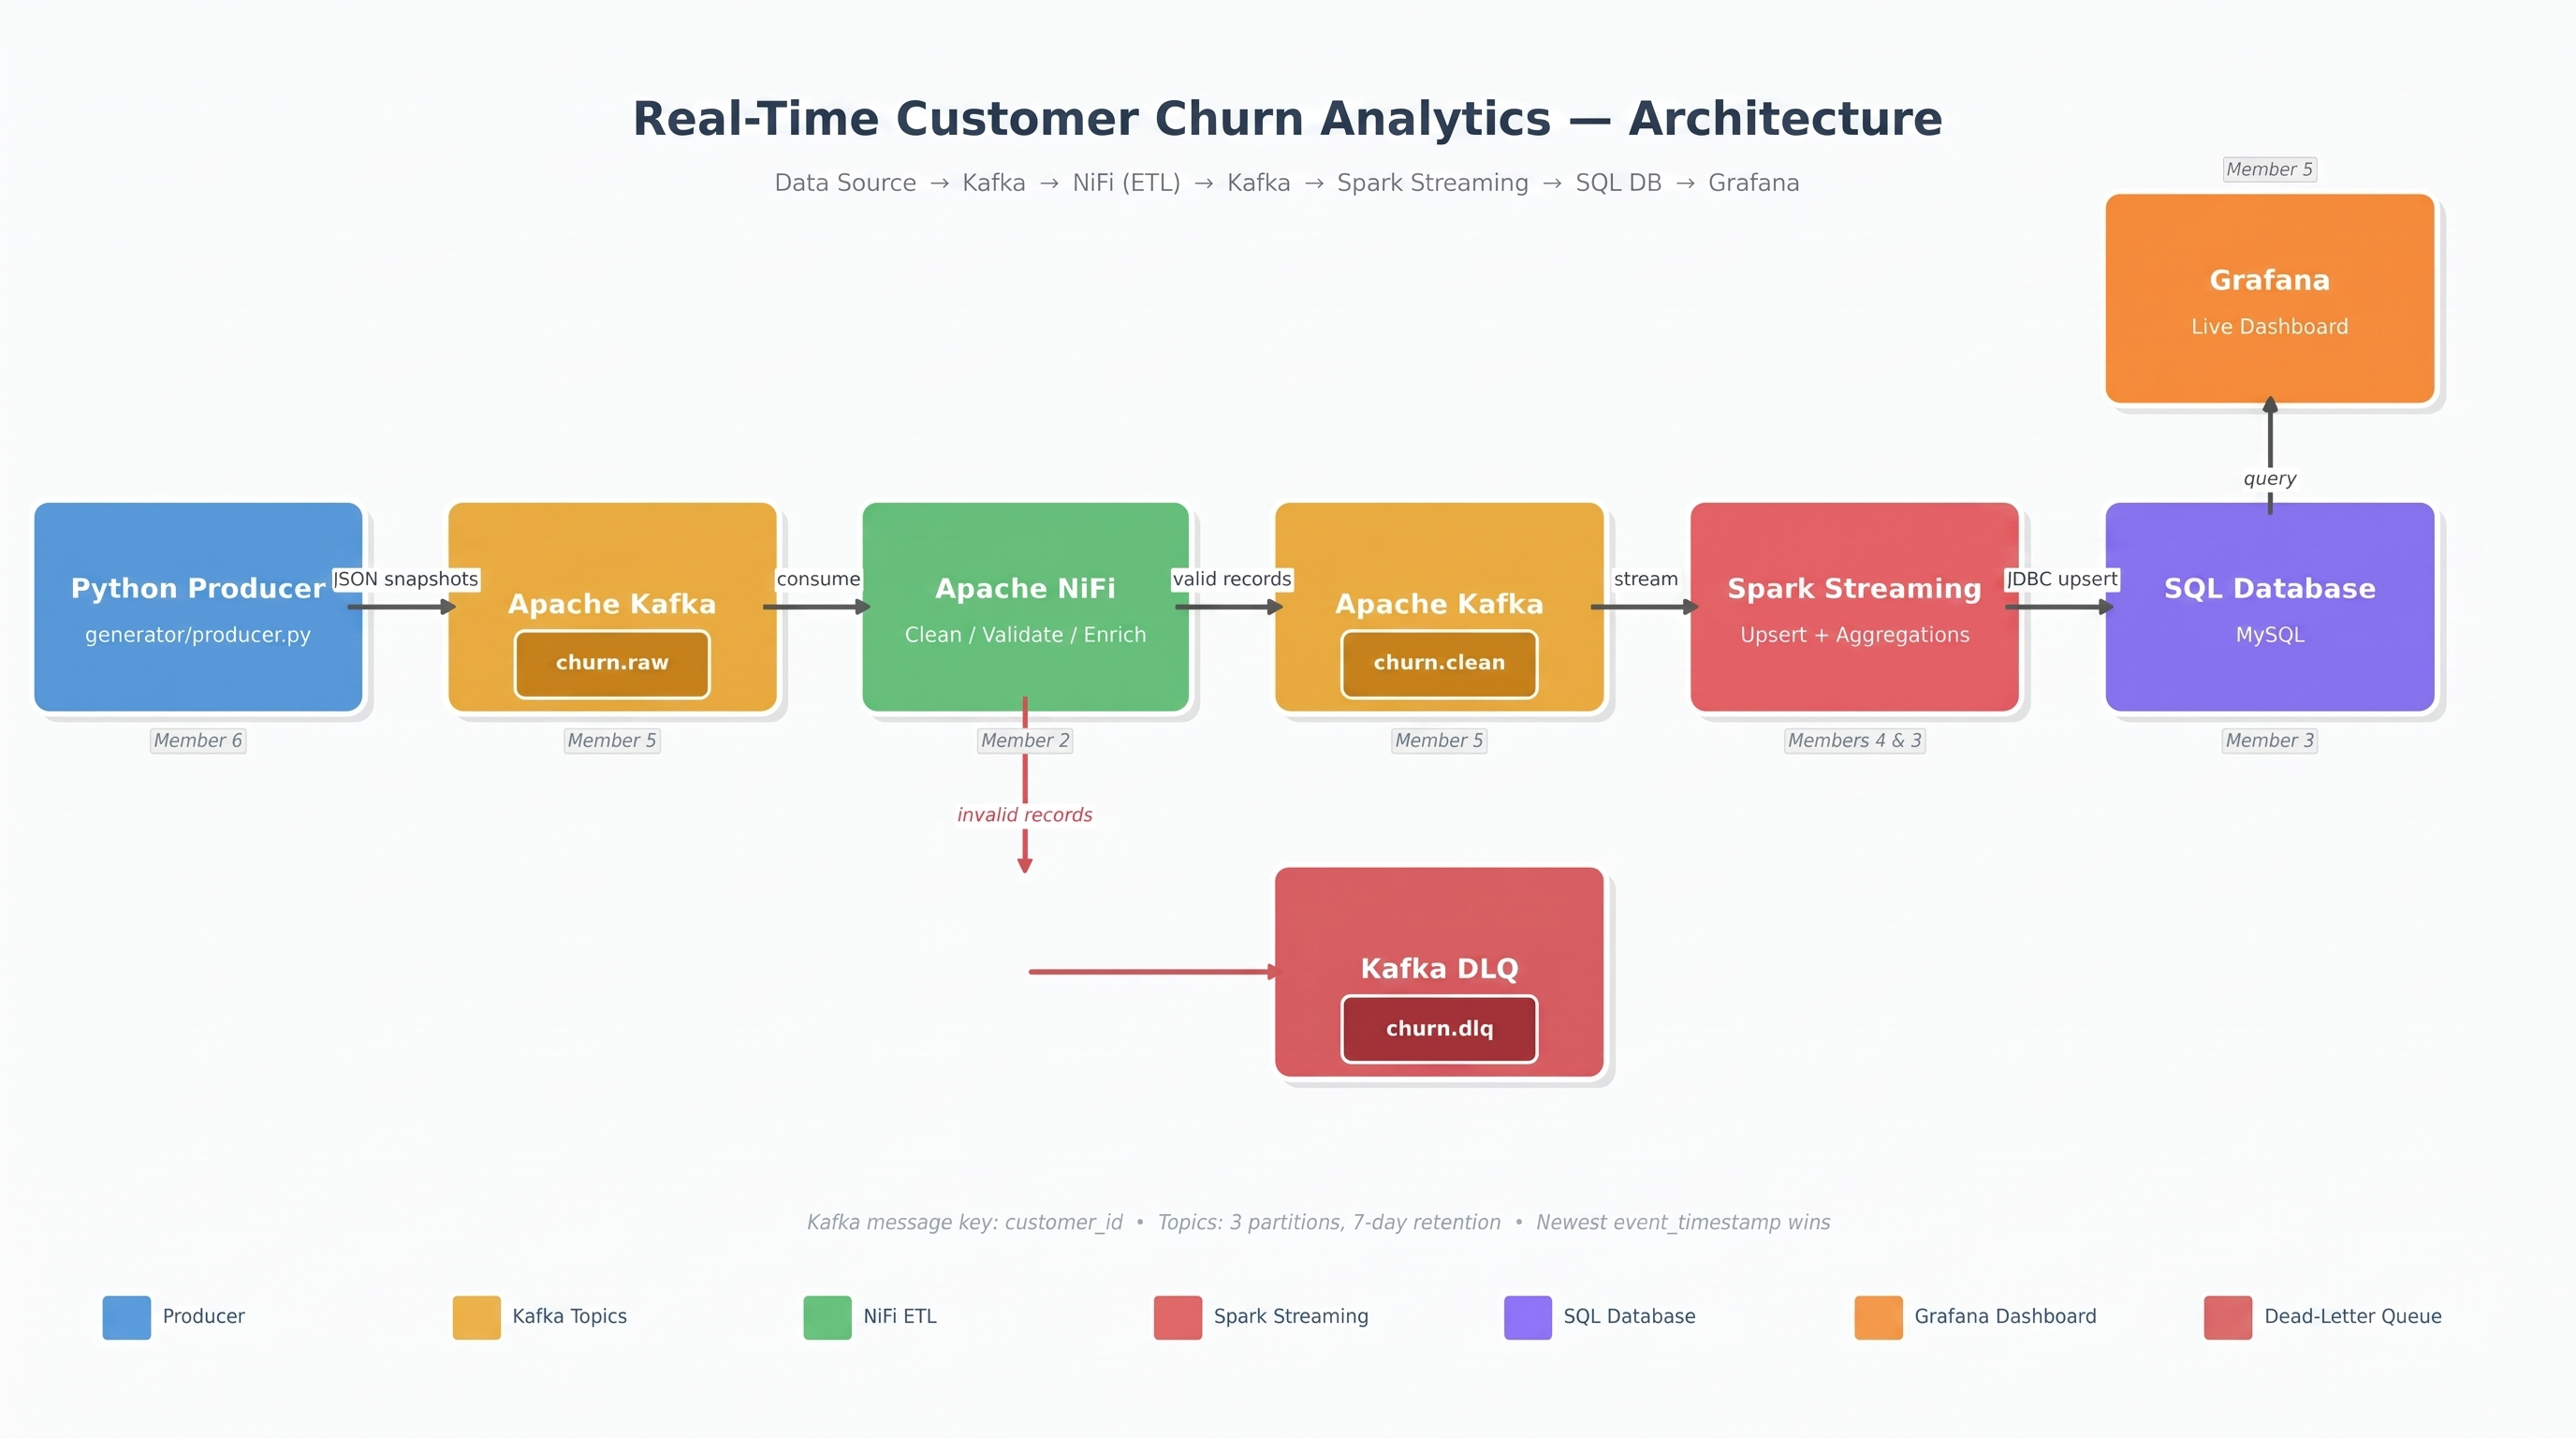 Real-Time Customer Churn Analytics — Architecture
Data Source → Kafka → NiFi (ETL) → Kafka → Spark Streaming → SQL DB → Grafana
Member 5
Grafana
Live Dashboard
query
Python Producer
generator/producer.py
Member 6
JSON snapshots
Apache Kafka
churn.raw
Member 5
consume
Apache NiFi
Clean / Validate / Enrich
Member 2
valid records
Apache Kafka
churn.clean
Member 5
stream
Spark Streaming
Upsert + Aggregations
Members 4 & 3
JDBC upsert
SQL Database
MySQL
Member 3
invalid records
Kafka DLQ
churn.dlq
Kafka message key: customer_id • Topics: 3 partitions, 7-day retention • Newest event_timestamp wins
Producer
Kafka Topics
NiFi ETL
Spark Streaming
SQL Database
Grafana Dashboard
Dead-Letter Queue